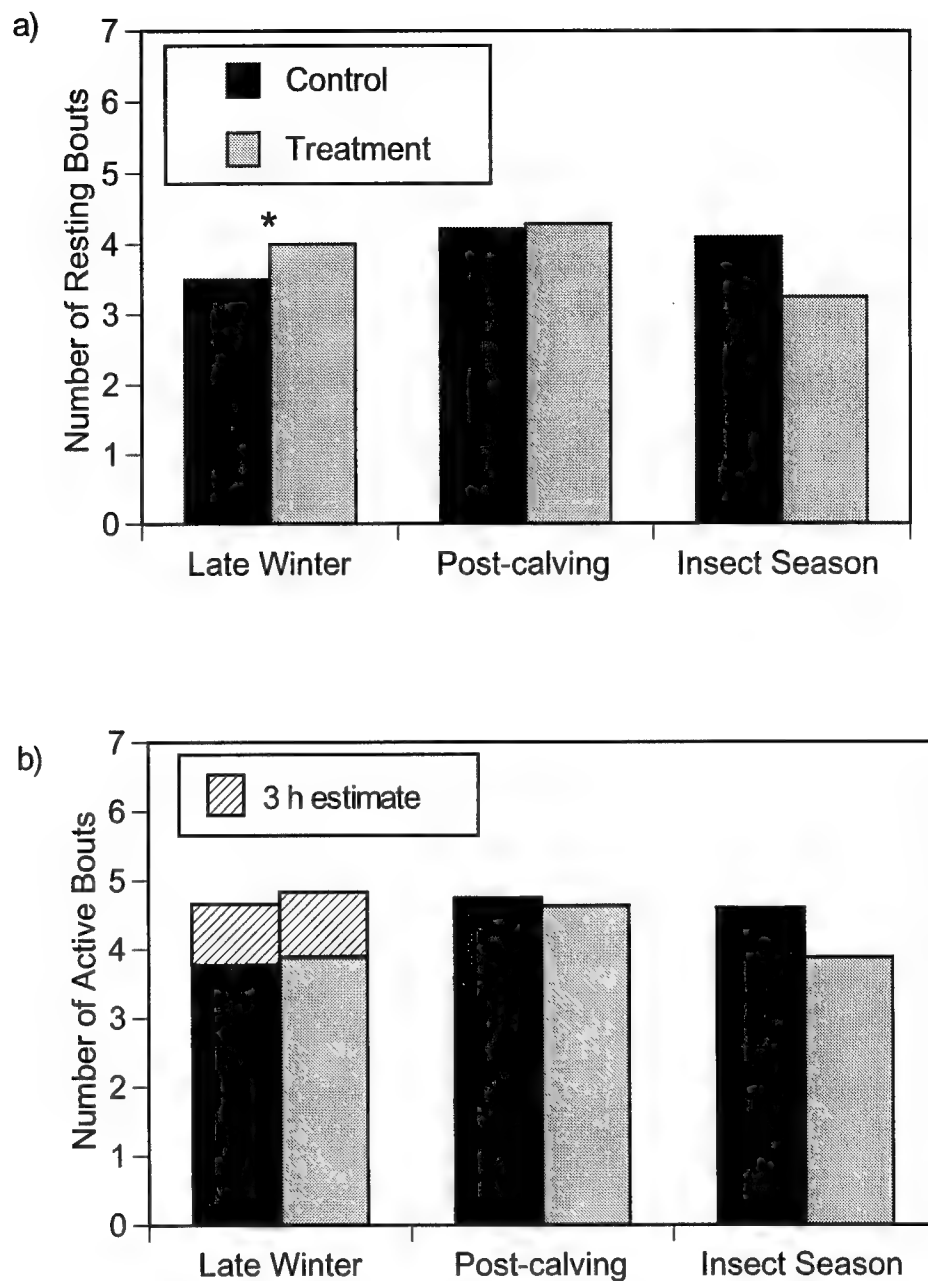 a)
7
6
5
4
3
2
1
0
Number of Resting Bouts
Control
Treatment
*
Late Winter Post-calving Insect Season
b)
7
6
5
4
3
2
1
0
Number of Active Bouts
3 h estimate
Late Winter Post-calving Insect Season